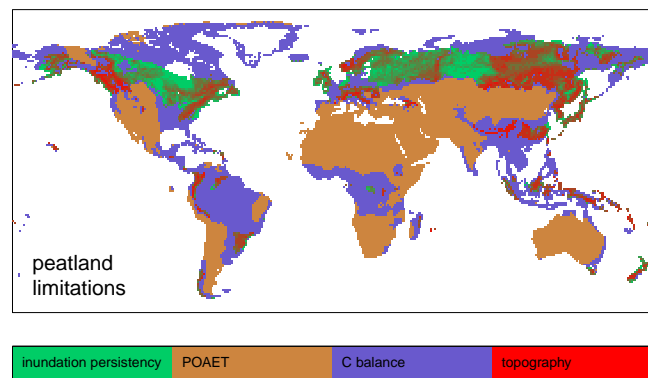 peatland
limitations
inundation persistency POAET C balance topography